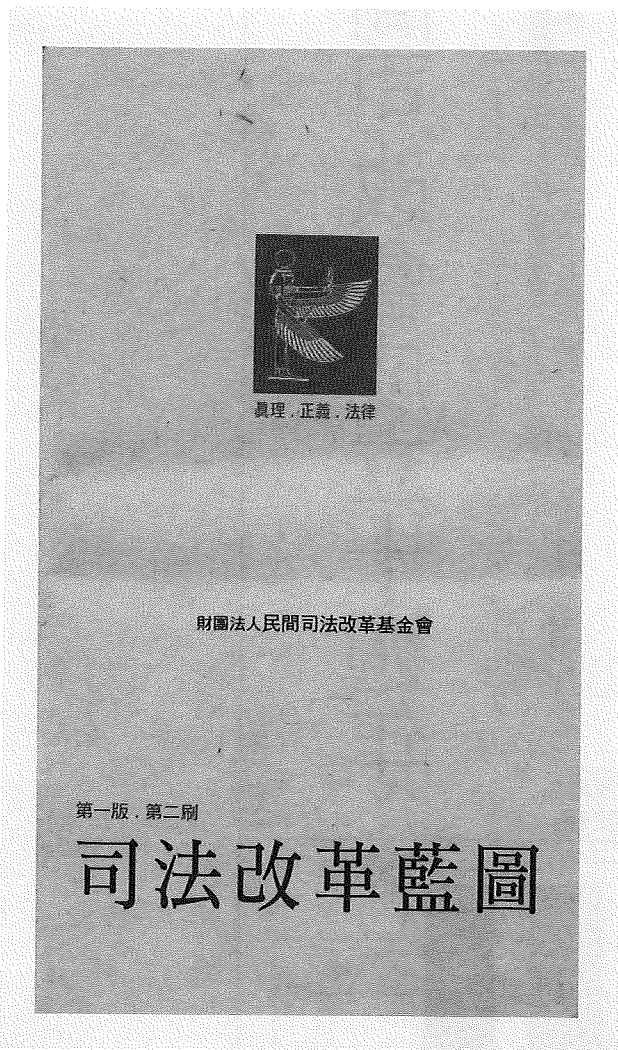 眞理．正義．法律
財團法人民間司法改革基金會
第一版．第二刷
司法改革藍圖